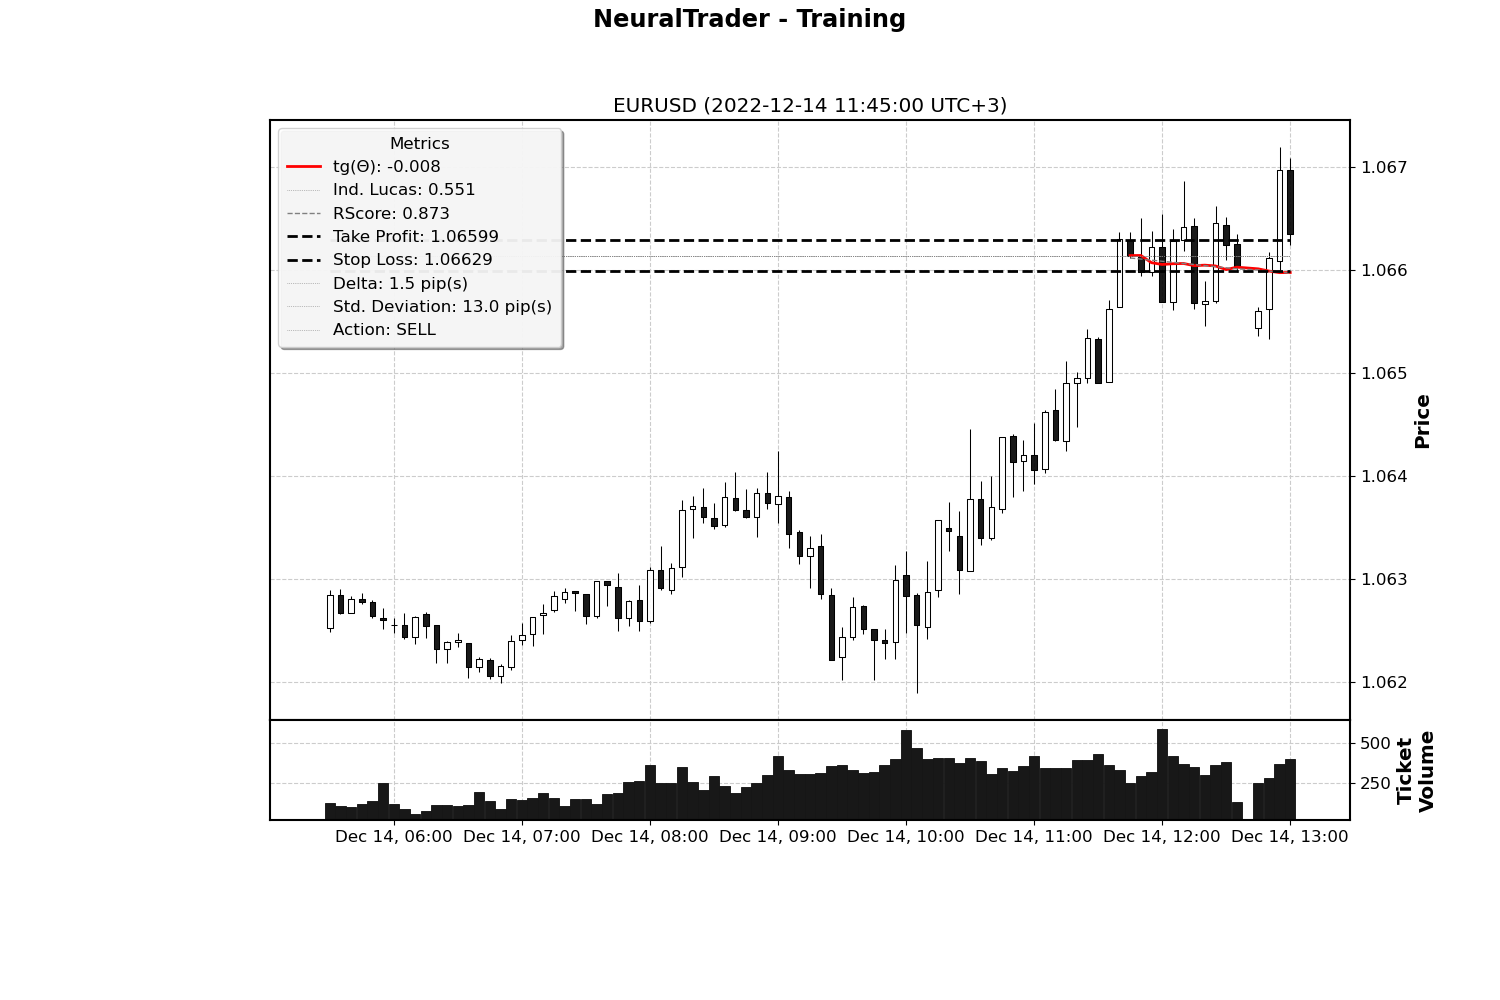 NeuralTrader - Training
EURUSD (2022-12-14 11:45:00 UTC+3)
Metrics
tg(Θ): -0.008
Ind. Lucas: 0.551
RScore: 0.873
Take Profit: 1.06599
Stop Loss: 1.06629
Delta: 1.5 pip(s)
Std. Deviation: 13.0 pip(s)
Action: SELL
1.067
1.066
1.065
1.064
1.063
1.062
Price
500
250
Ticket
Volume
Dec 14, 06:00 Dec 14, 07:00 Dec 14, 08:00 Dec 14, 09:00 Dec 14, 10:00 Dec 14, 11:00 Dec 14, 12:00 Dec 14, 13:00